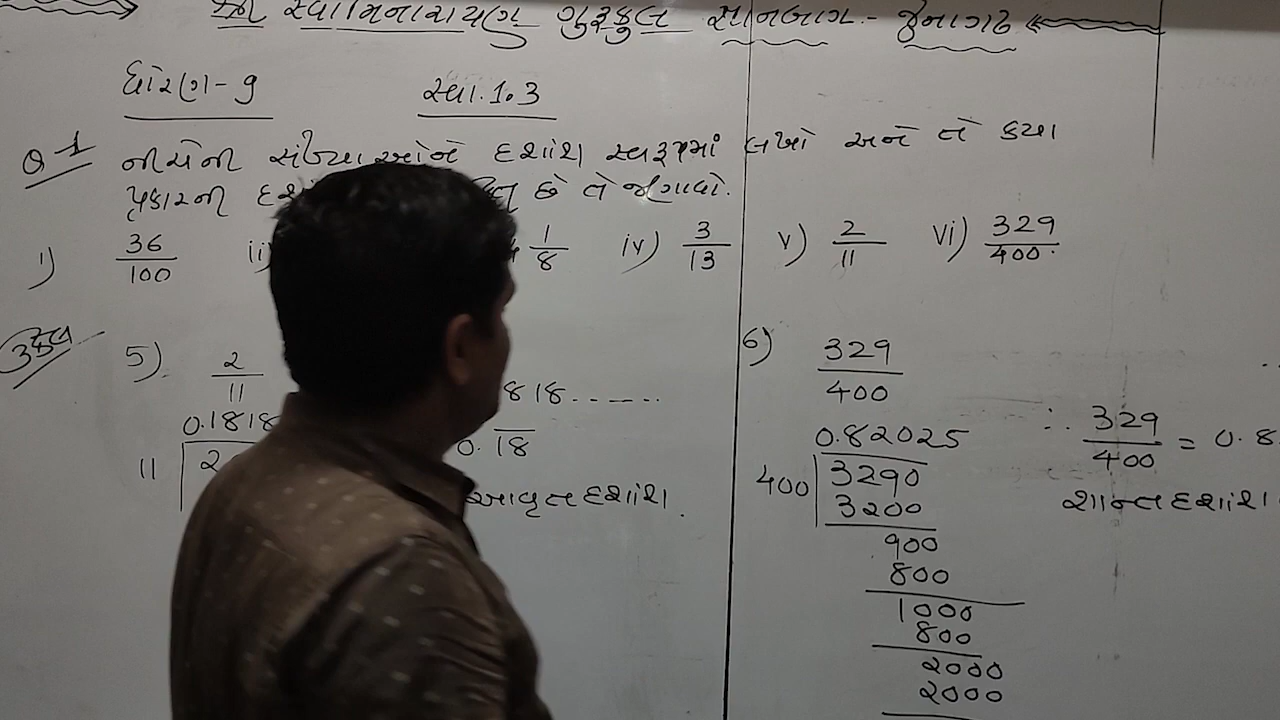 શ્રી સ્વામિનારાયણ ગુરૂકુલ જ્ઞાનબાગ - જુનાગઢ
ધોરણ-9 સ્વા. 1.3
Q 1 નીચેની સંખ્યાઓને દશાંશ સ્વરૂપમાં લખો અને તે કયા
પ્રકારની છે તે જણાવો.
i) 36/100 ii) 1/8 iv) 3/13 v) 2/11 vi) 329/400
ઉકેલ
5) 2/11
818......
0.1818
0.18̅
11 2
આવૃત દશાંશ.
6) 329/400
0.82025
400 3290
3200
900
800
1000
800
2000
2000
∴ 329/400 = 0.8
શાન્ત દશાંશ